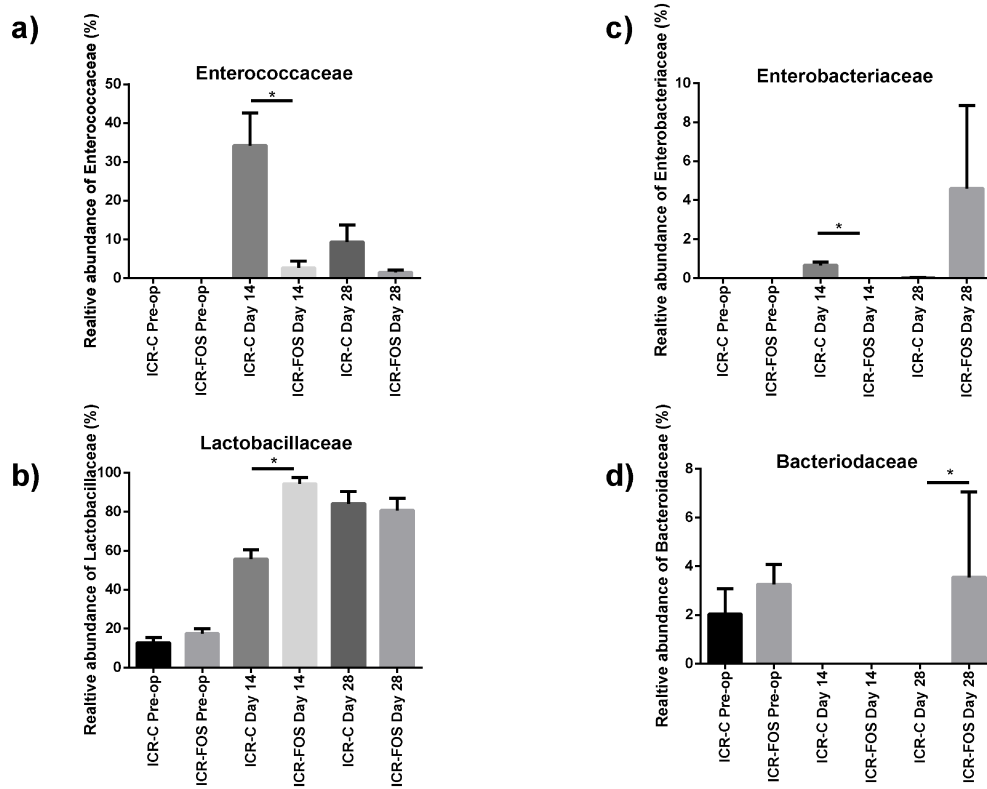 a)
Enterococcaceae
Realtive abundance of Enterococcaceae (%)
50
40
30
20
10
0
*
ICR-C Pre-op
ICR-FOS Pre-op
ICR-C Day 14
ICR-FOS Day 14
ICR-C Day 28
ICR-FOS Day 28
b)
Lactobacillaceae
Realtive abundance of Lactobacillaceae (%)
100
80
60
40
20
0
*
ICR-C Pre-op
ICR-FOS Pre-op
ICR-C Day 14
ICR-FOS Day 14
ICR-C Day 28
ICR-FOS Day 28
c)
Enterobacteriaceae
Realtive abundance of Enterobacteriaceae (%)
10
8
6
4
2
0
*
ICR-C Pre-op
ICR-FOS Pre-op
ICR-C Day 14
ICR-FOS Day 14
ICR-C Day 28
ICR-FOS Day 28
d)
Bacteriodaceae
Realtive abundance of Bacteroidaceae (%)
8
6
4
2
0
*
ICR-C Pre-op
ICR-FOS Pre-op
ICR-C Day 14
ICR-FOS Day 14
ICR-C Day 28
ICR-FOS Day 28